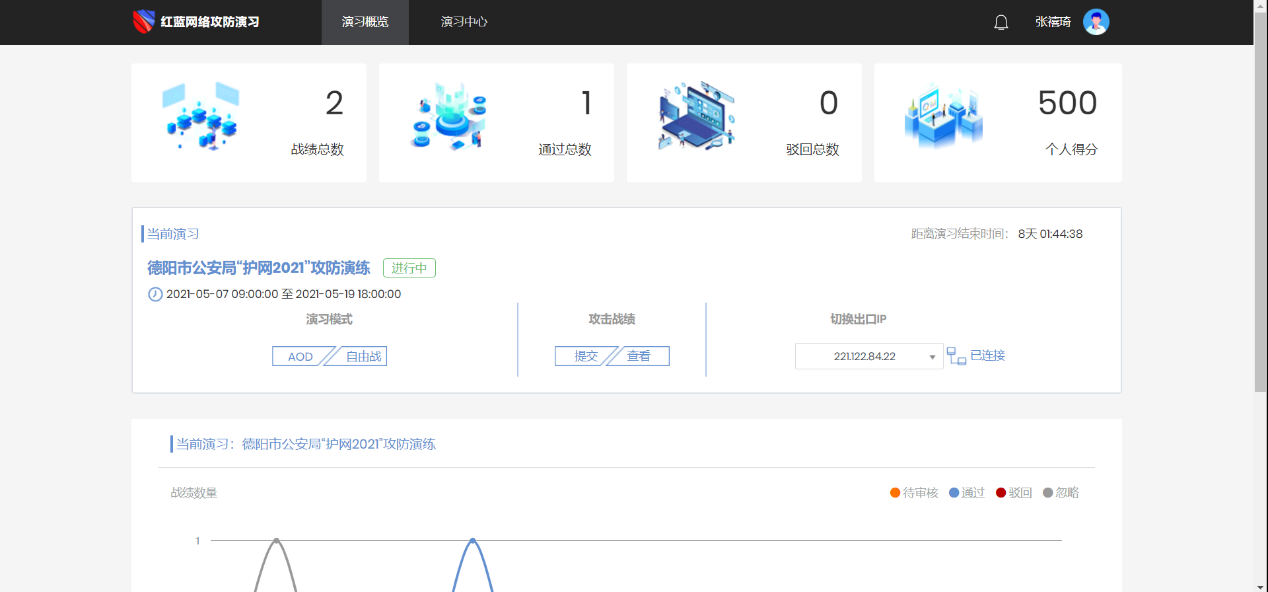 红蓝网络攻防演习 演习概览 演习中心 张禧琦
2 1 0 500
战绩总数 通过总数 驳回总数 个人得分
当前演习 距离演习结束时间： 8天 01:44:38
德阳市公安局“护网2021”攻防演练 进行中
2021-05-07 09:00:00 至 2021-05-19 18:00:00
演习模式 攻击战绩 切换出口IP
AOD 自由战 提交 查看 221.122.84.22 已连接
当前演习：德阳市公安局“护网2021”攻防演练
战绩数量 待审核 通过 驳回 忽略
1